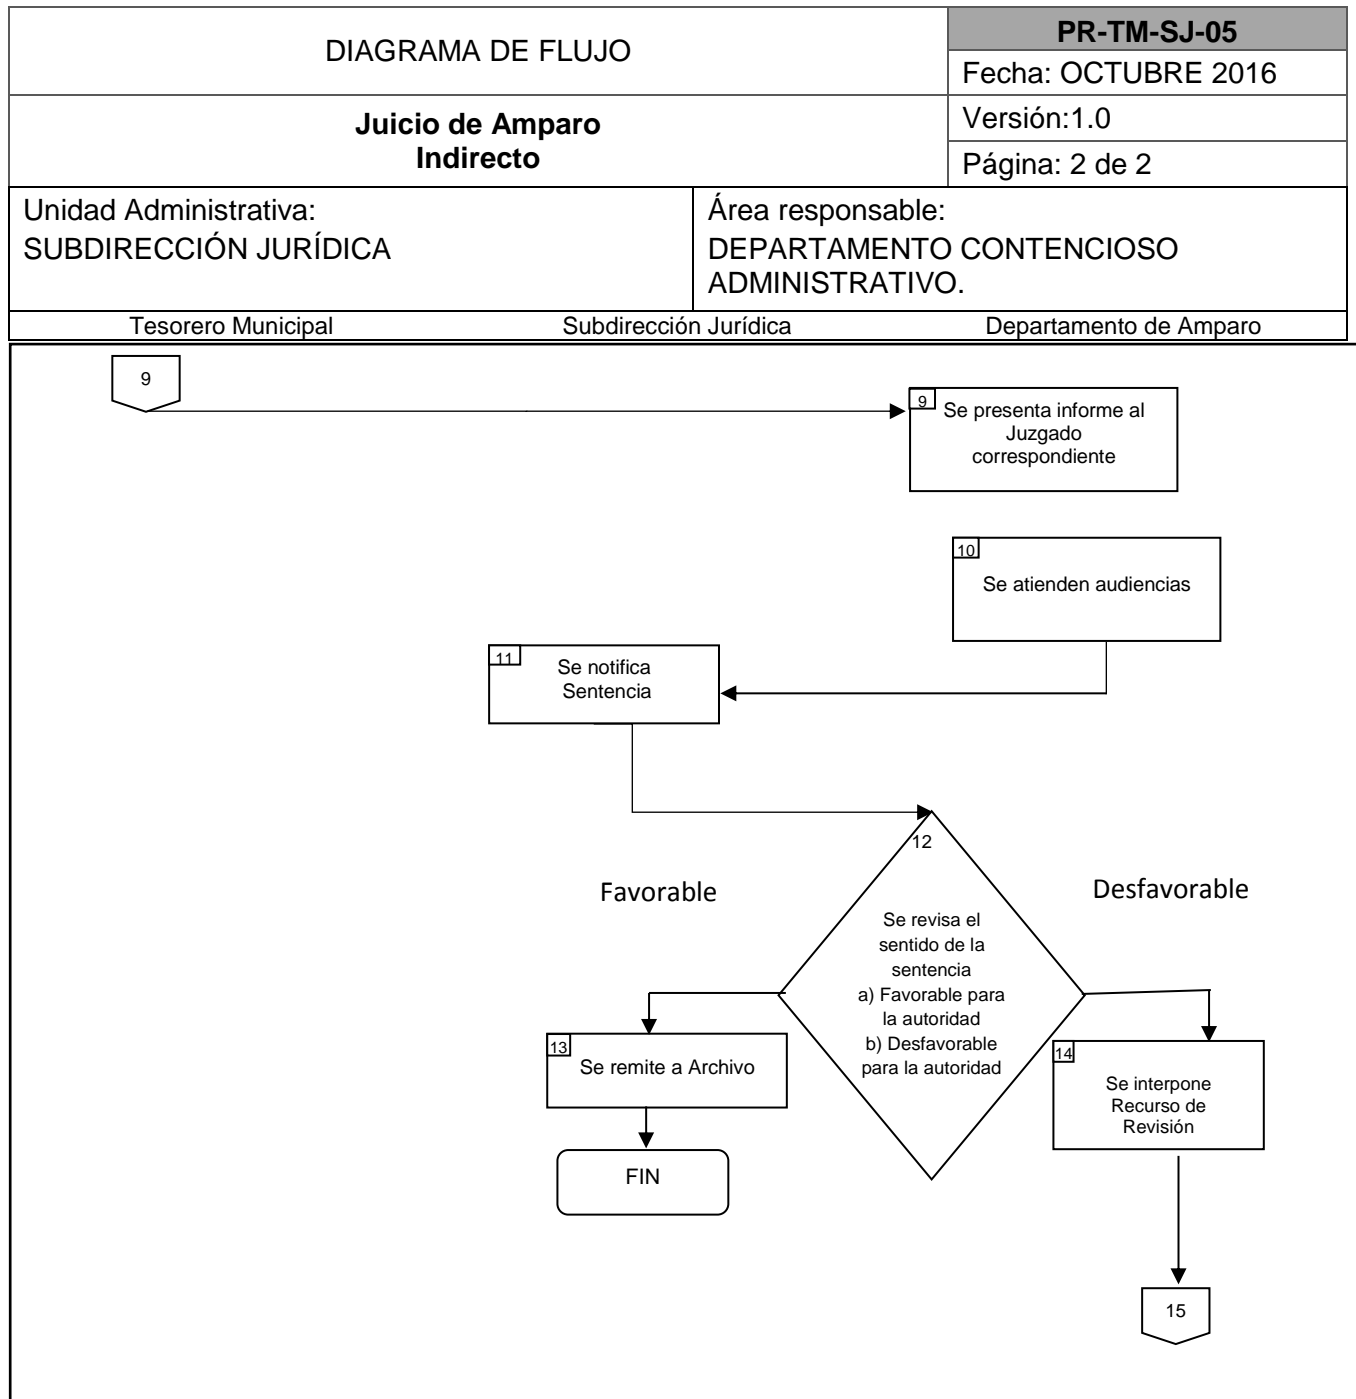 DIAGRAMA DE FLUJO
PR-TM-SJ-05
Fecha: OCTUBRE 2016
Juicio de Amparo
Indirecto
Versión:1.0
Página: 2 de 2
Unidad Administrativa:
SUBDIRECCIÓN JURÍDICA
Área responsable:
DEPARTAMENTO CONTENCIOSO
ADMINISTRATIVO.
Tesorero Municipal
Subdirección Jurídica
Departamento de Amparo
9
9
Se presenta informe al
Juzgado
correspondiente
10
Se atienden audiencias
11
Se notifica
Sentencia
12
Favorable
Desfavorable
Se revisa el
sentido de la
sentencia
a) Favorable para
la autoridad
b) Desfavorable
para la autoridad
13
Se remite a Archivo
14
Se interpone
Recurso de
Revisión
FIN
15